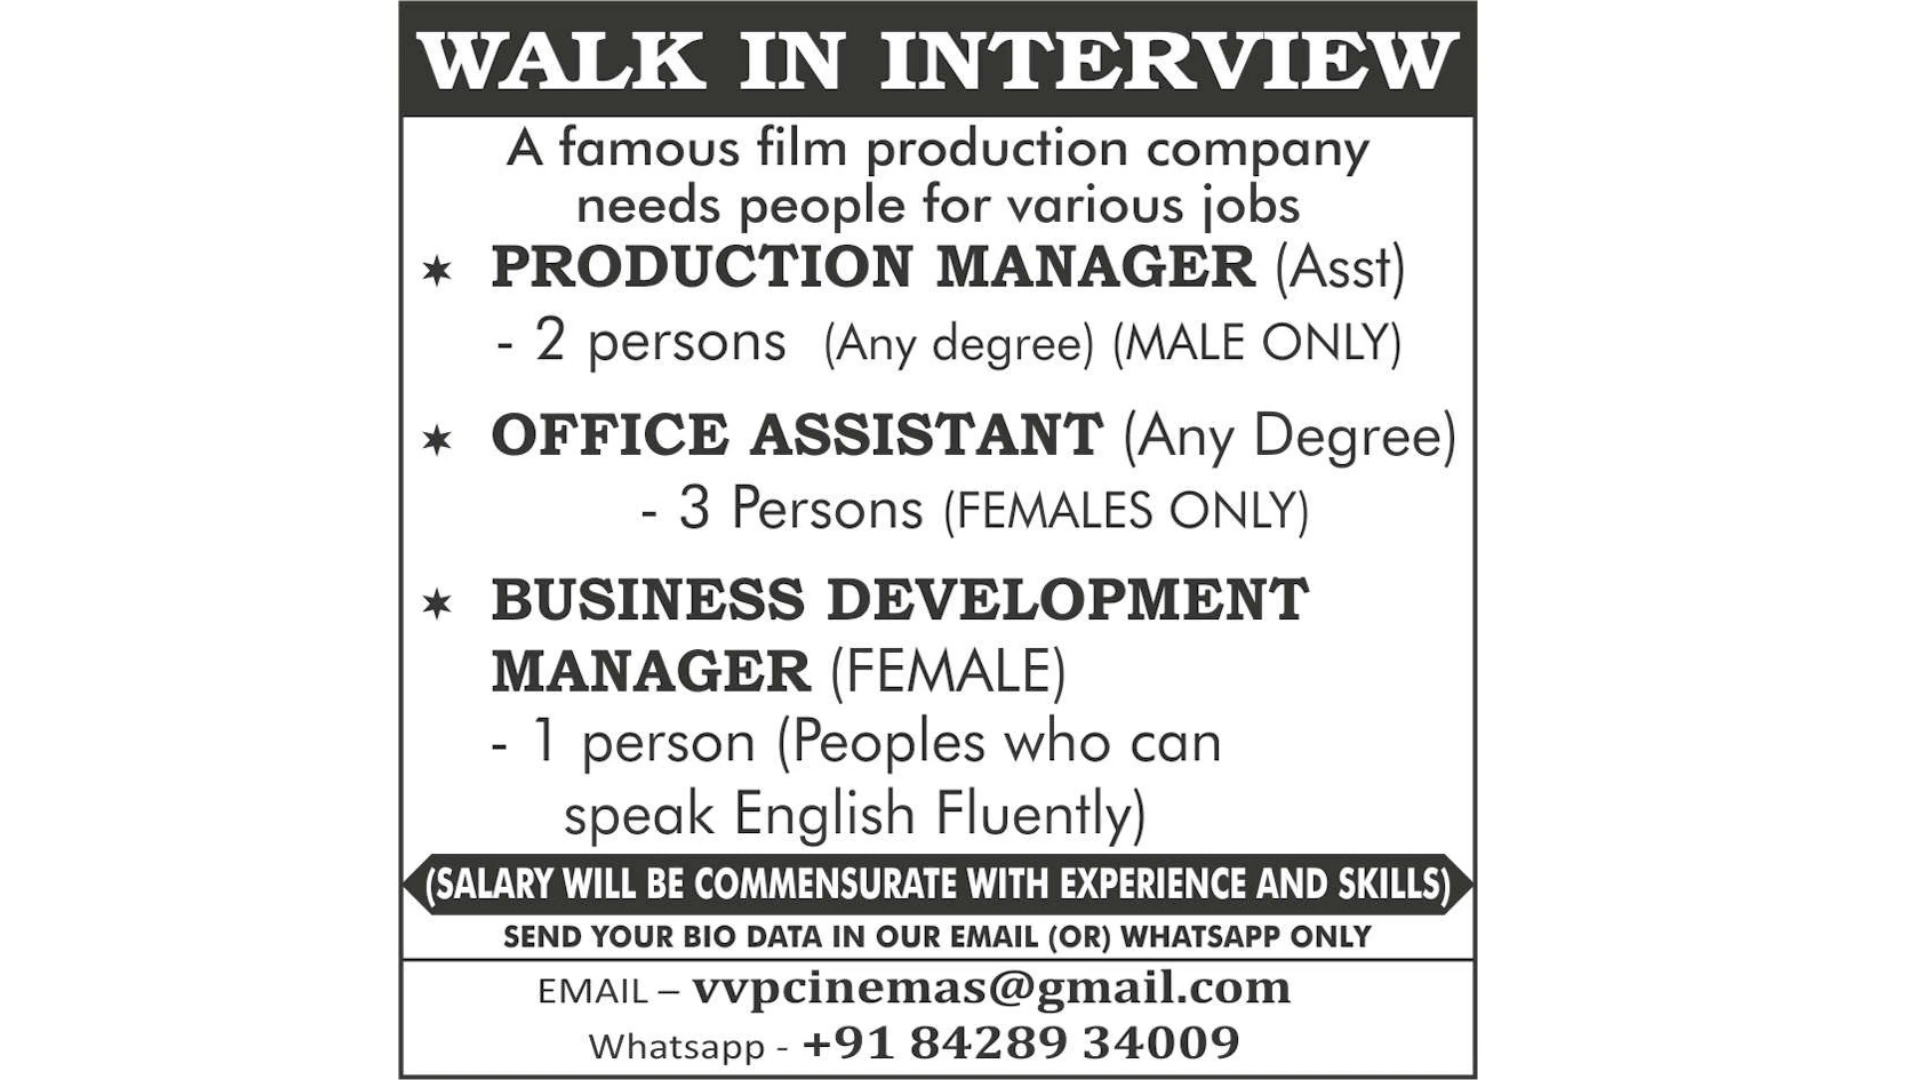 WALK IN INTERVIEW
A famous film production company
needs people for various jobs
✶ PRODUCTION MANAGER (Asst)
- 2 persons (Any degree) (MALE ONLY)
✶ OFFICE ASSISTANT (Any Degree)
- 3 Persons (FEMALES ONLY)
✶ BUSINESS DEVELOPMENT
MANAGER (FEMALE)
- 1 person (Peoples who can
speak English Fluently)
(SALARY WILL BE COMMENSURATE WITH EXPERIENCE AND SKILLS)
SEND YOUR BIO DATA IN OUR EMAIL (OR) WHATSAPP ONLY
EMAIL – vvpcinemas@gmail.com
Whatsapp - +91 84289 34009